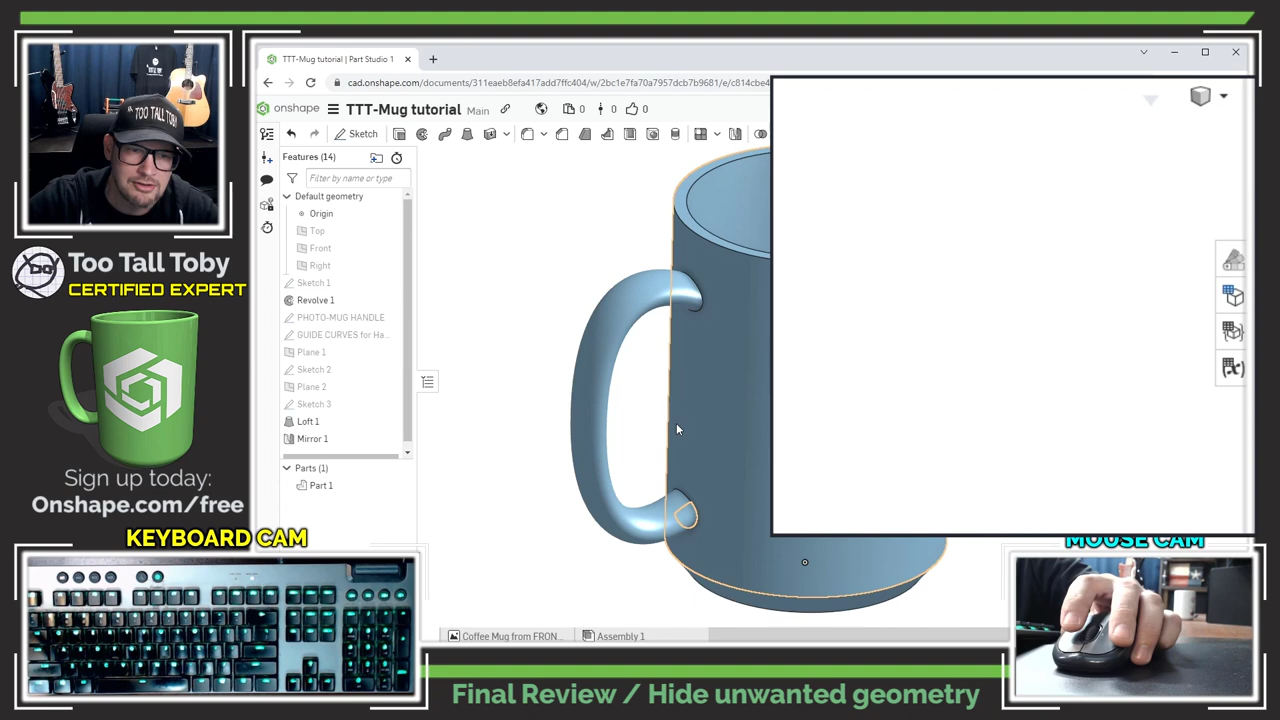 TTT-Mug tutorial | Part Studio 1
cad.onshape.com/documents/311eaeb8efa417add7ffc404/w/2bc1e7fa70a7957dcb7b9681/e/c814cbe4
onshape
TTT-Mug tutorial Main
0 0 0
Sketch
Features (14)
Filter by name or type
Default geometry
Origin
Top
Front
Right
Sketch 1
Revolve 1
PHOTO-MUG HANDLE
GUIDE CURVES for Ha...
Plane 1
Sketch 2
Plane 2
Sketch 3
Loft 1
Mirror 1
Parts (1)
Part 1
Coffee Mug from FRON...
Assembly 1
"TOO TALL TOBY"
Too Tall Toby
CERTIFIED EXPERT
Sign up today:
Onshape.com/free
KEYBOARD CAM
MOUSE CAM
Final Review / Hide unwanted geometry